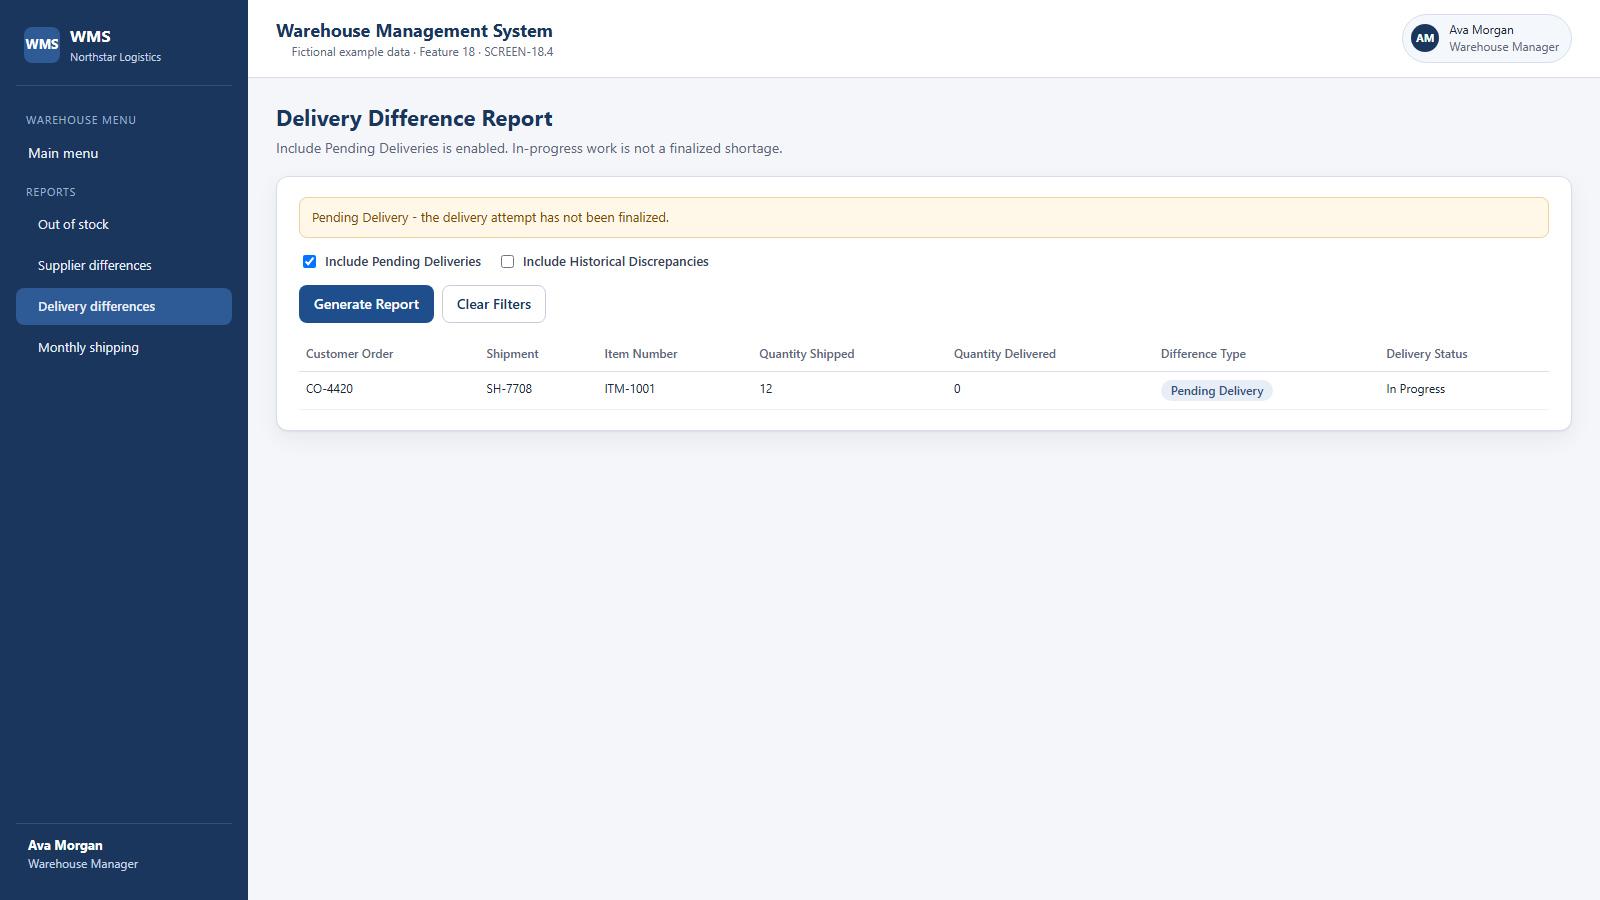 WMS
WMS
Northstar Logistics
WAREHOUSE MENU
Main menu
REPORTS
Out of stock
Supplier differences
Delivery differences
Monthly shipping
Ava Morgan
Warehouse Manager
Warehouse Management System
Fictional example data · Feature 18 · SCREEN-18.4
AM
Ava Morgan
Warehouse Manager
Delivery Difference Report
Include Pending Deliveries is enabled. In-progress work is not a finalized shortage.
Pending Delivery - the delivery attempt has not been finalized.
Include Pending Deliveries Include Historical Discrepancies
Generate Report Clear Filters
Customer Order Shipment Item Number Quantity Shipped Quantity Delivered Difference Type Delivery Status
CO-4420 SH-7708 ITM-1001 12 0 Pending Delivery In Progress